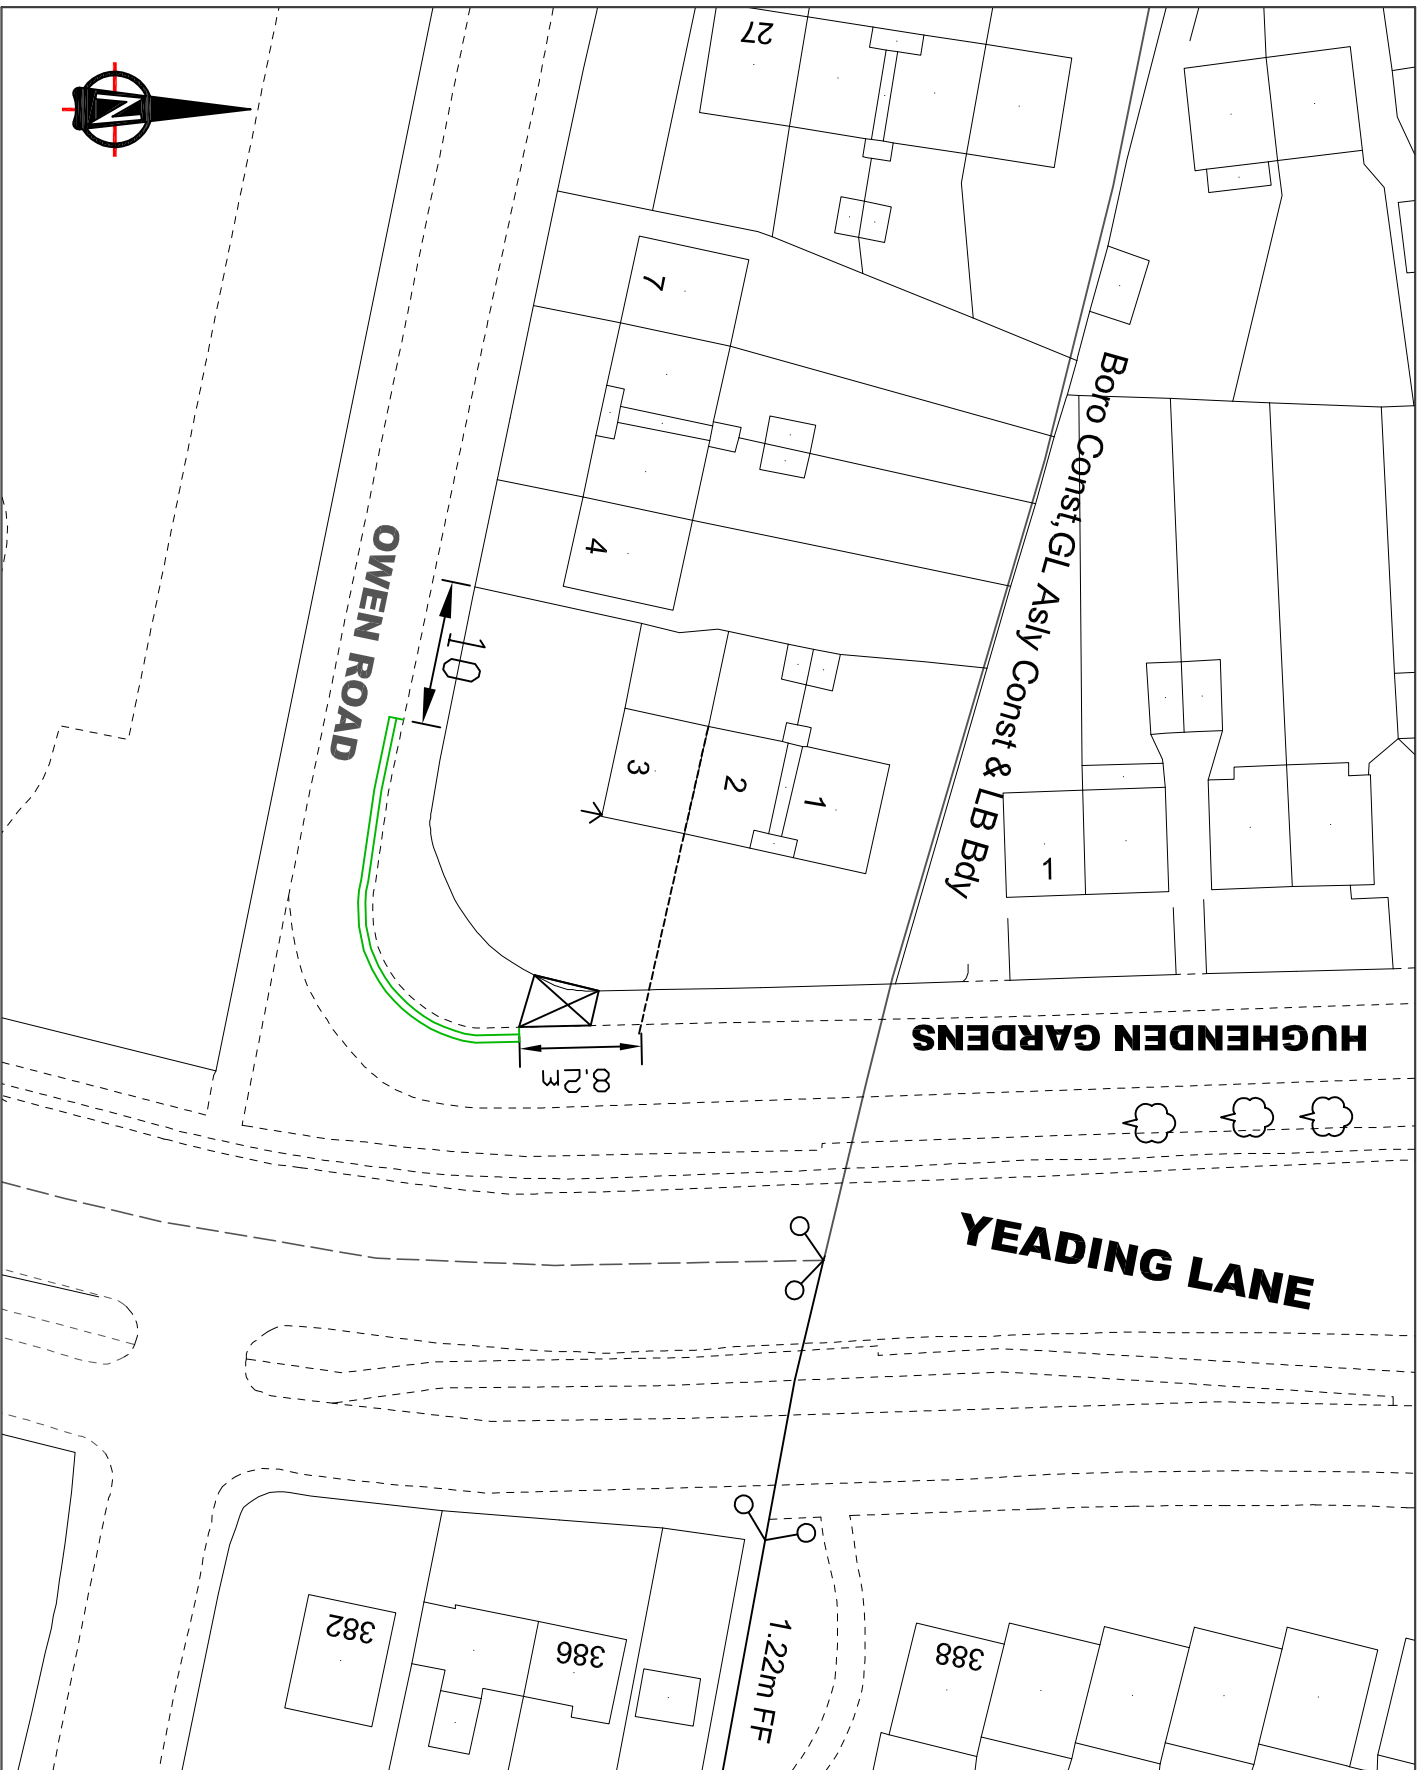 27
N
7
Boro Const,GL Asly Const & LB Bdy
OWEN ROAD
4
10
3
2
1
1
HUGHENDEN GARDENS
8.2m
YEADING LANE
382
386
388
1.22m FF